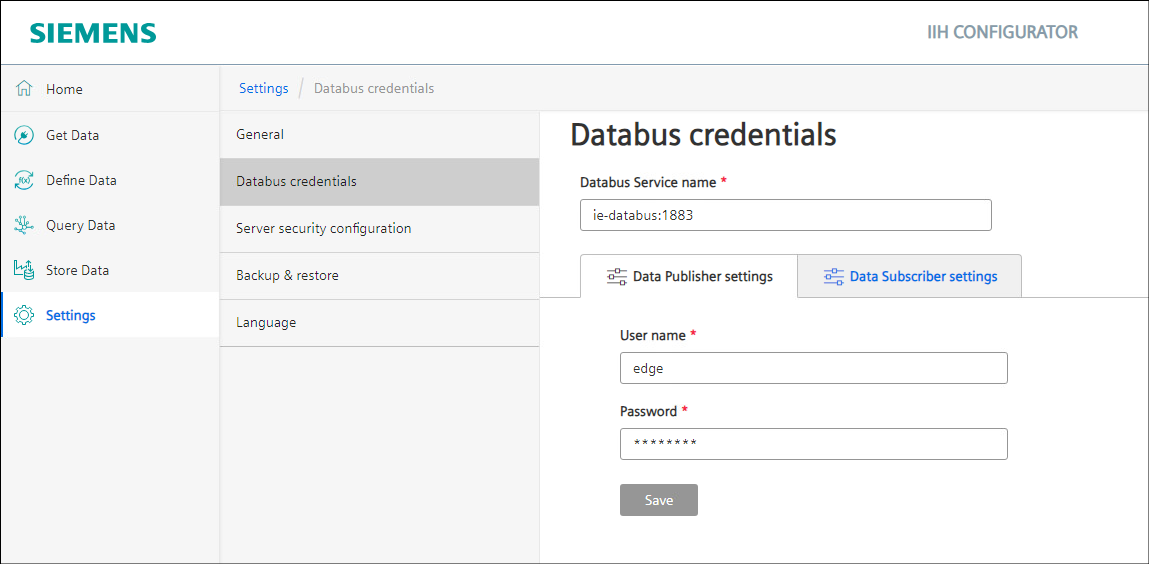 SIEMENS
IIH CONFIGURATOR
Home
Get Data
Define Data
Query Data
Store Data
Settings
Settings / Databus credentials
General
Databus credentials
Server security configuration
Backup & restore
Language
Databus credentials
Databus Service name *
ie-databus:1883
Data Publisher settings
Data Subscriber settings
User name *
edge
Password *
********
Save